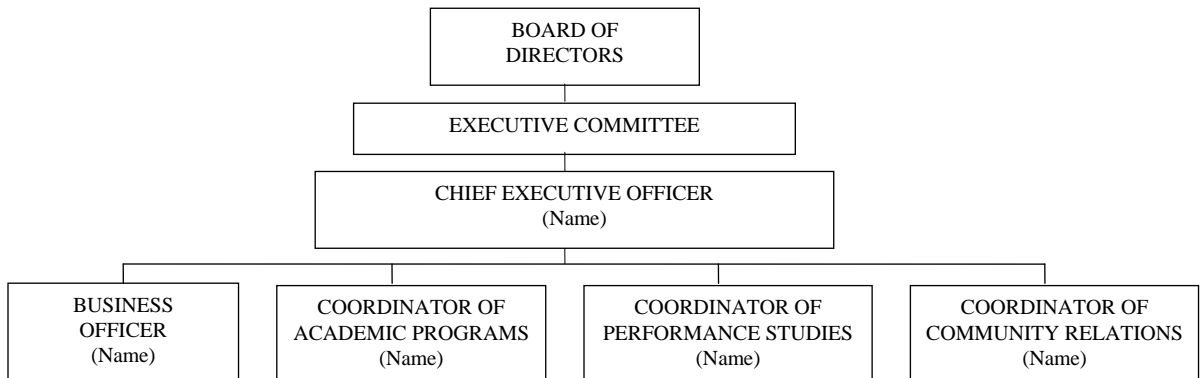 BOARD OF
DIRECTORS
EXECUTIVE COMMITTEE
CHIEF EXECUTIVE OFFICER
(Name)
BUSINESS
OFFICER
(Name)
COORDINATOR OF
ACADEMIC PROGRAMS
(Name)
COORDINATOR OF
PERFORMANCE STUDIES
(Name)
COORDINATOR OF
COMMUNITY RELATIONS
(Name)